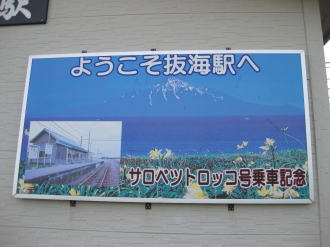 ようこそ抜海駅へ
サロベツトロッコ号乗車記念
駅